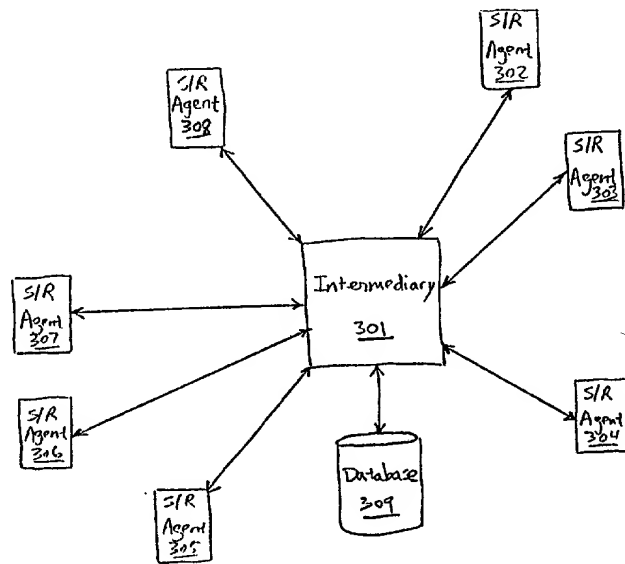 S/R
Agent
302
S/R
Agent
308
S/R
Agent
303
Intermediary
301
S/R
Agent
307
S/R
Agent
304
S/R
Agent
306
Database
309
S/R
Agent
305